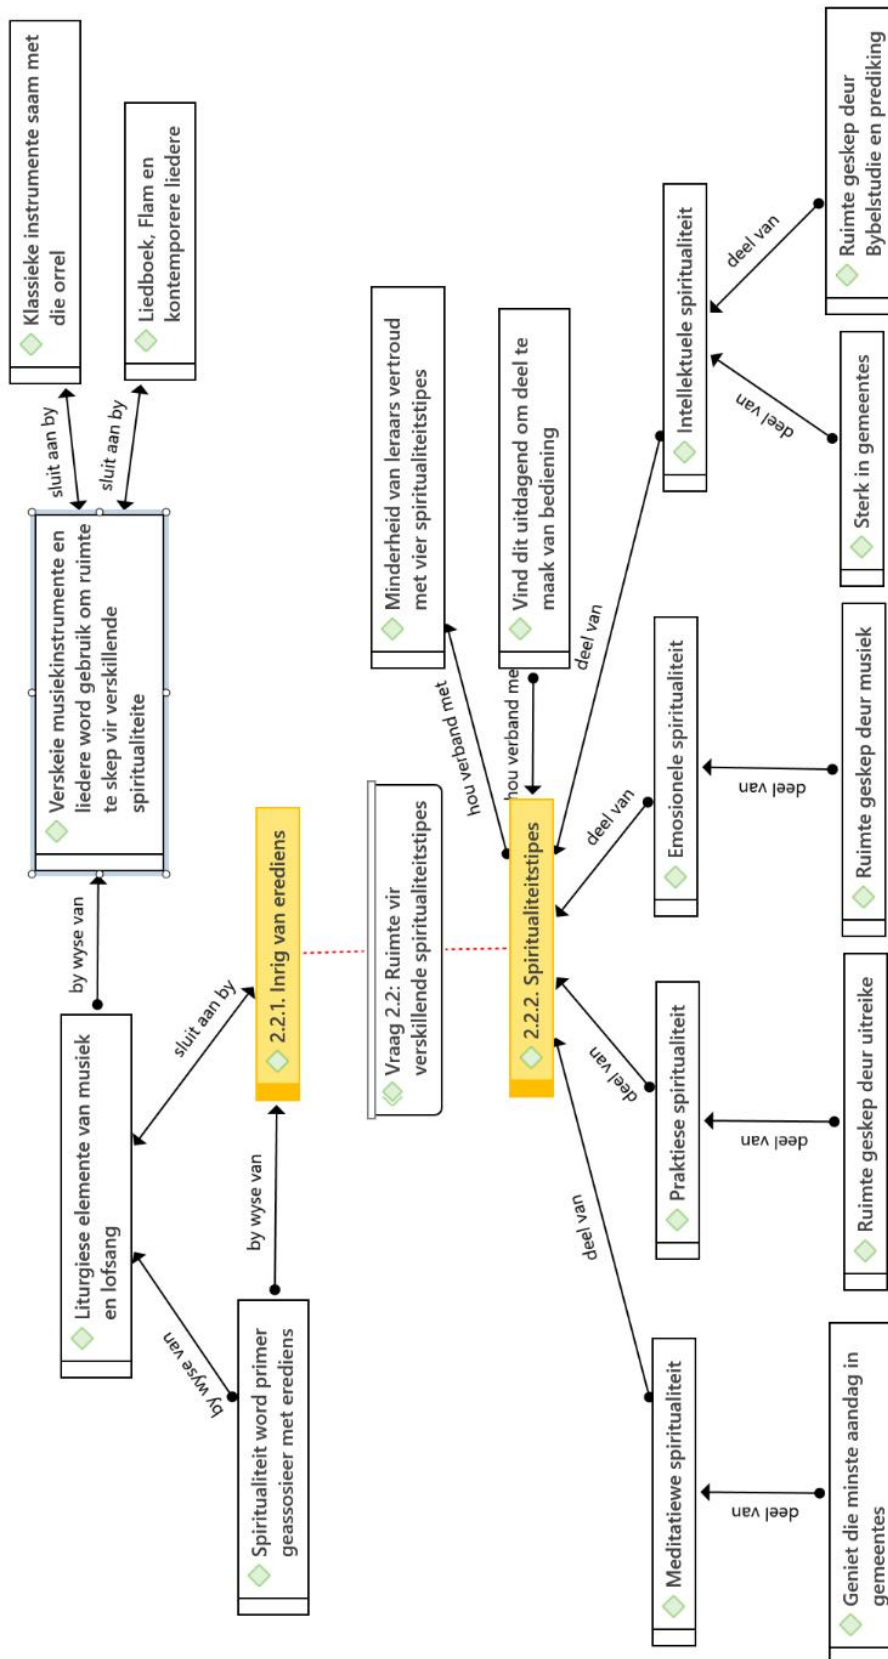 Klassieke instrumente saam met
die orrel
Liedboek, Flam en
kontemporere liedere
sluit aan by
sluit aan by
Verskeie musiekinstrumente en
liedere word gebruik om ruimte
te skep vir verskillende
spiritualiteite
by wyse van
Liturgiese elemente van musiek
en lofsang
sluit aan by
by wyse van
Spiritualiteit word primer
geassosieer met erediens
by wyse van
2.2.1. Inrig van erediens
Vraag 2.2: Ruimte vir
verskillende spiritualiteitstipes
Minderheid van leraars vertroud
met vier spiritualiteitstipes
hou verband met
Vind dit uitdagend om deel te
maak van bediening
hou verband me
2.2.2. Spiritualiteitstipes
deel van
deel van
deel van
deel van
Meditatiewe spiritualiteit
Praktiese spiritualiteit
Emosionele spiritualiteit
Intellektuele spiritualiteit
deel van
deel van
deel van
deel van
deel van
Geniet die minste aandag in
gemeentes
Ruimte geskep deur uitreike
Ruimte geskep deur musiek
Sterk in gemeentes
Ruimte geskep deur
Bybelstudie en prediking